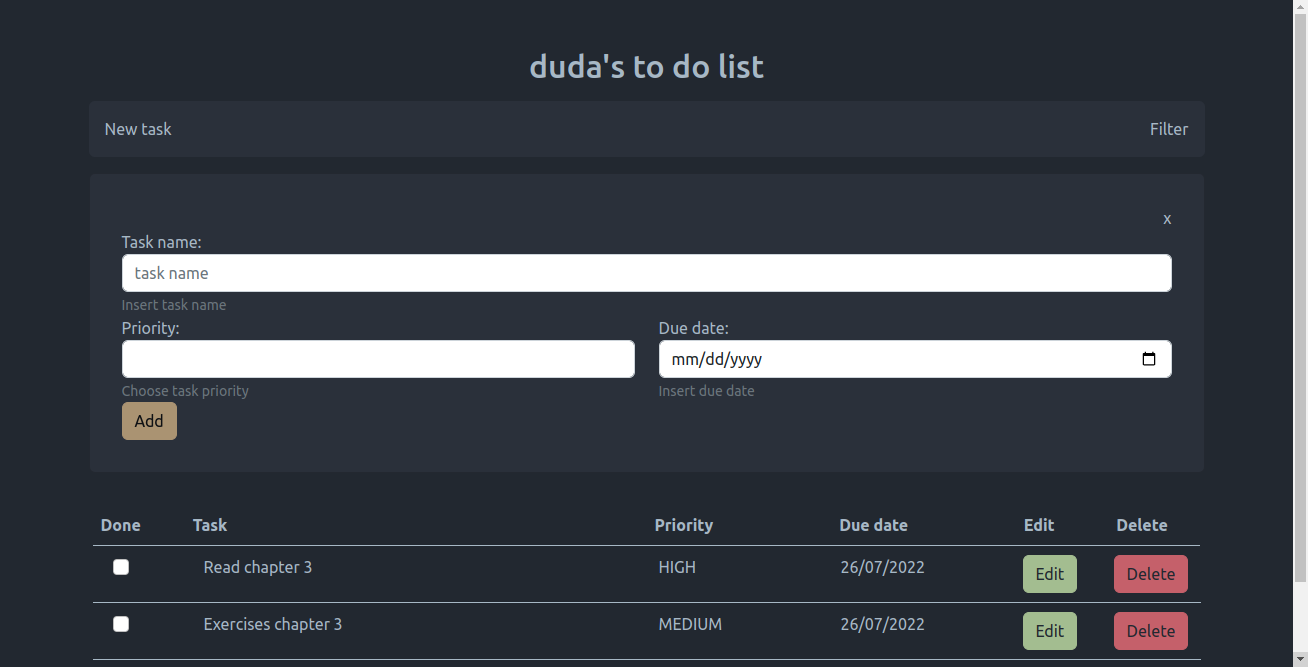 duda's to do list
New task Filter
x
Task name:
task name
Insert task name
Priority: Due date:
mm/dd/yyyy
Choose task priority Insert due date
Add
Done Task Priority Due date Edit Delete
Read chapter 3 HIGH 26/07/2022 Edit Delete
Exercises chapter 3 MEDIUM 26/07/2022 Edit Delete